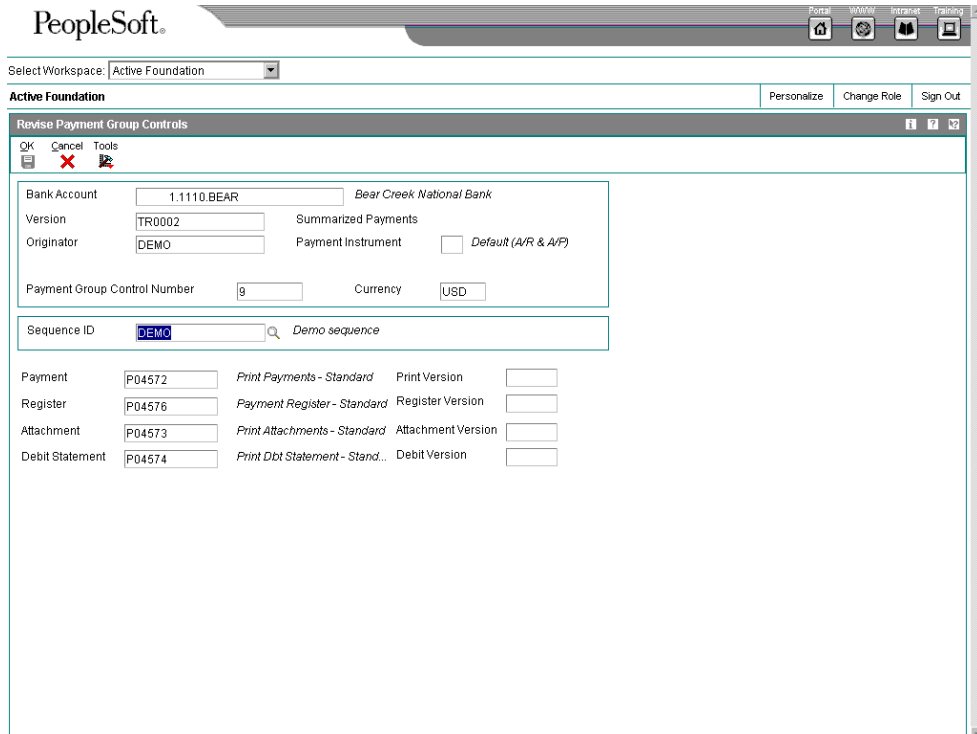 Portal WWW Intranet Training
PeopleSoft.
Select Workspace: Active Foundation
Active Foundation Personalize Change Role Sign Out
Revise Payment Group Controls
OK Cancel Tools
Bank Account 1.1110.BEAR Bear Creek National Bank
Version TR0002 Summarized Payments
Originator DEMO Payment Instrument Default (A/R & A/P)
Payment Group Control Number 9 Currency USD
Sequence ID DEMO Demo sequence
Payment P04572 Print Payments - Standard Print Version
Register P04576 Payment Register - Standard Register Version
Attachment P04573 Print Attachments - Standard Attachment Version
Debit Statement P04574 Print Dbt Statement - Stand... Debit Version